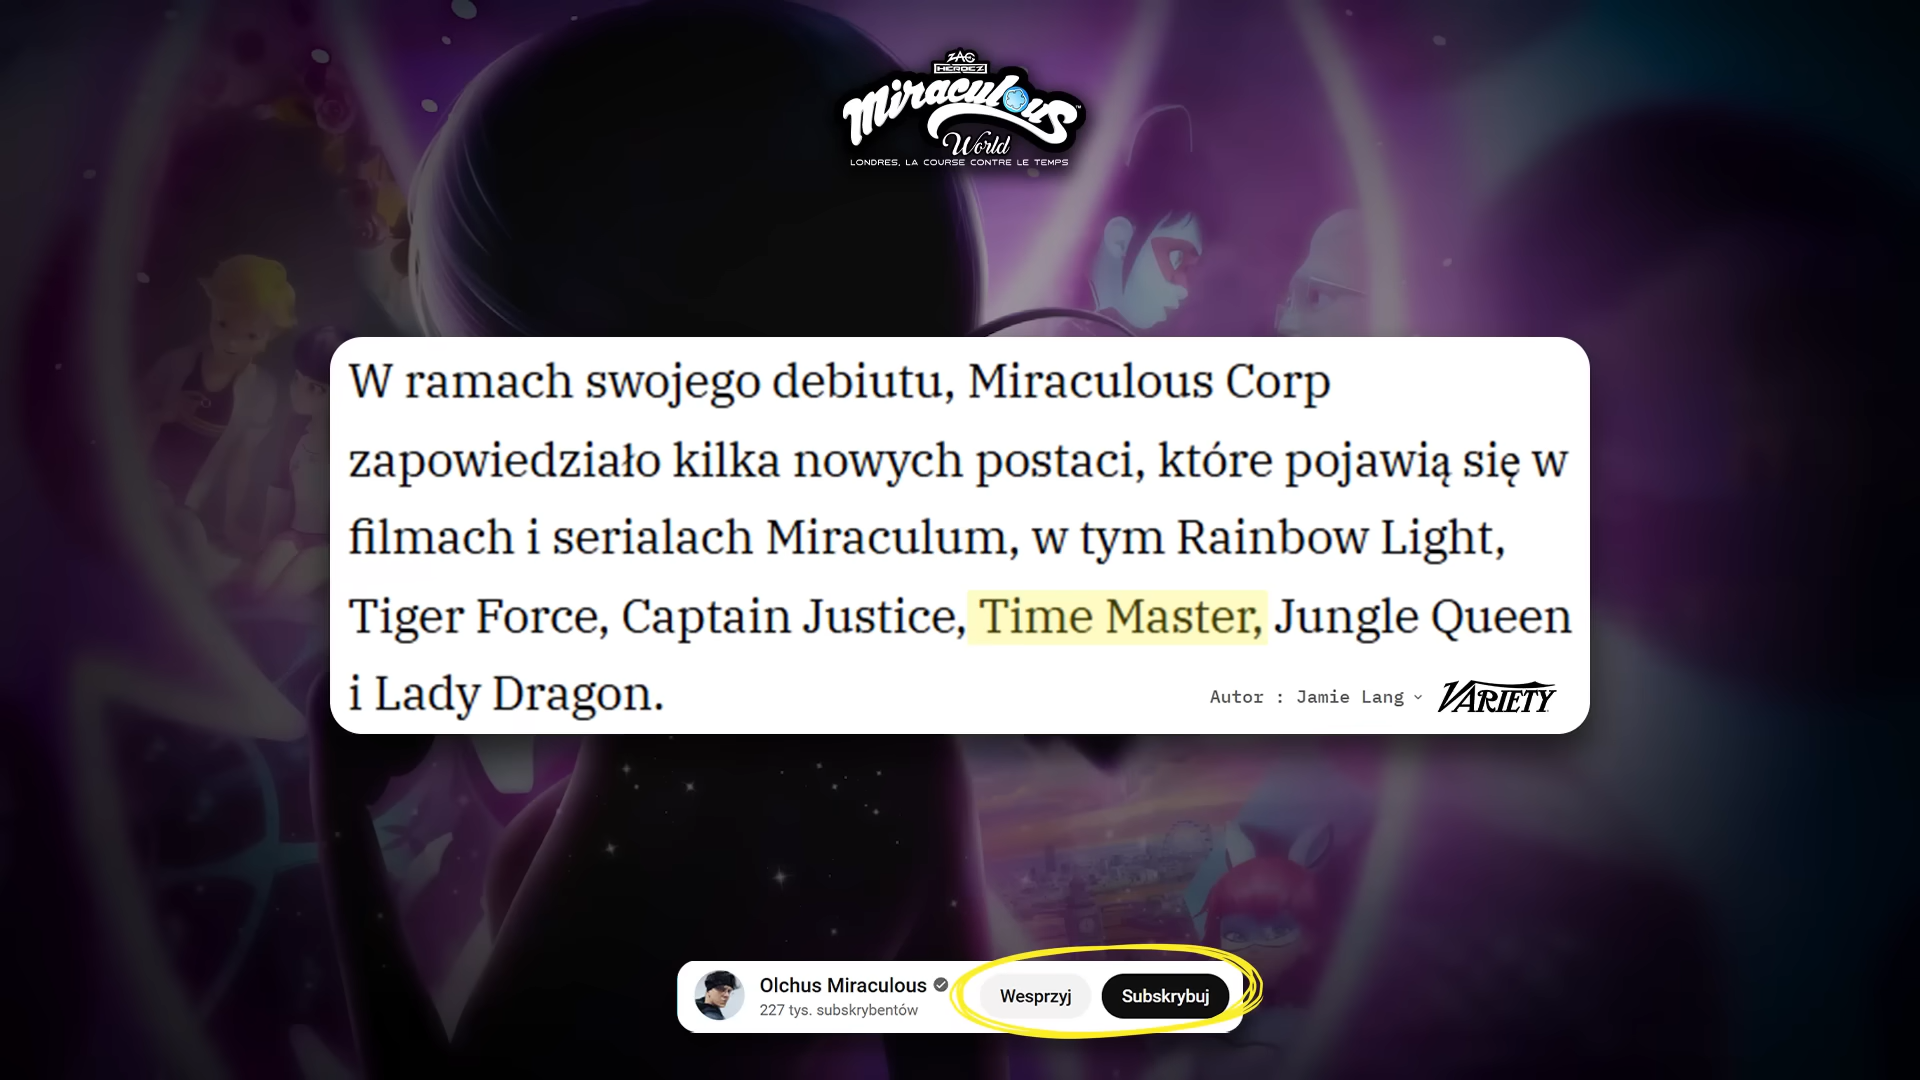 ZAG
HEROEZ
Miraculous
World
LONDRES, LA COURSE CONTRE LE TEMPS
W ramach swojego debiutu, Miraculous Corp
zapowiedziało kilka nowych postaci, które pojawią się w
filmach i serialach Miraculum, w tym Rainbow Light,
Tiger Force, Captain Justice, Time Master, Jungle Queen
i Lady Dragon.
Autor : Jamie Lang VARIETY
Olchus Miraculous
227 tys. subskrybentów
Wesprzyj Subskrybuj